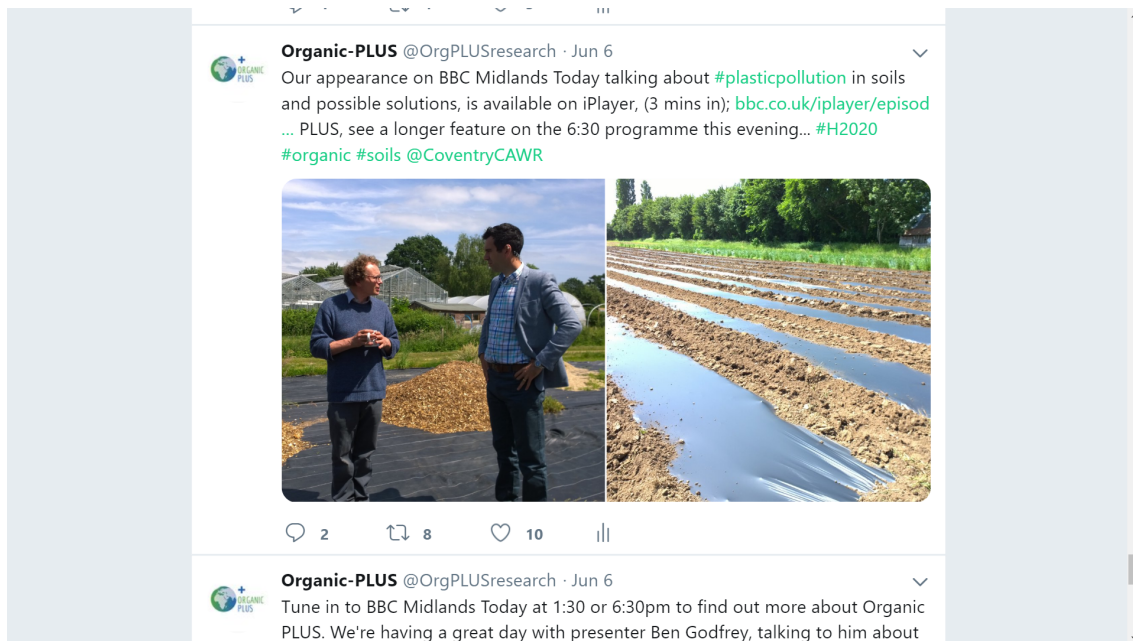 Organic-PLUS @OrgPLUSresearch · Jun 6
ORGANIC
PLUS
Our appearance on BBC Midlands Today talking about #plasticpollution in soils
and possible solutions, is available on iPlayer, (3 mins in); bbc.co.uk/iplayer/episod
... PLUS, see a longer feature on the 6:30 programme this evening... #H2020
#organic #soils @CoventryCAWR
2 8 10
Organic-PLUS @OrgPLUSresearch · Jun 6
ORGANIC
PLUS
Tune in to BBC Midlands Today at 1:30 or 6:30pm to find out more about Organic
PLUS. We're having a great day with presenter Ben Godfrey, talking to him about